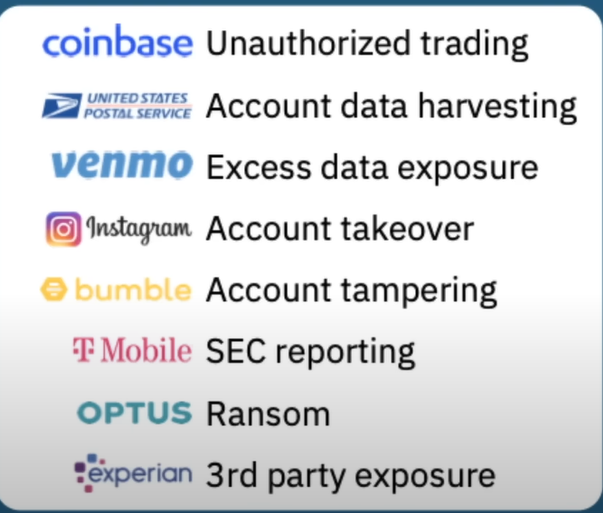 coinbase Unauthorized trading
UNITED STATES POSTAL SERVICE Account data harvesting
venmo Excess data exposure
Instagram Account takeover
bumble Account tampering
T Mobile SEC reporting
OPTUS Ransom
experian 3rd party exposure